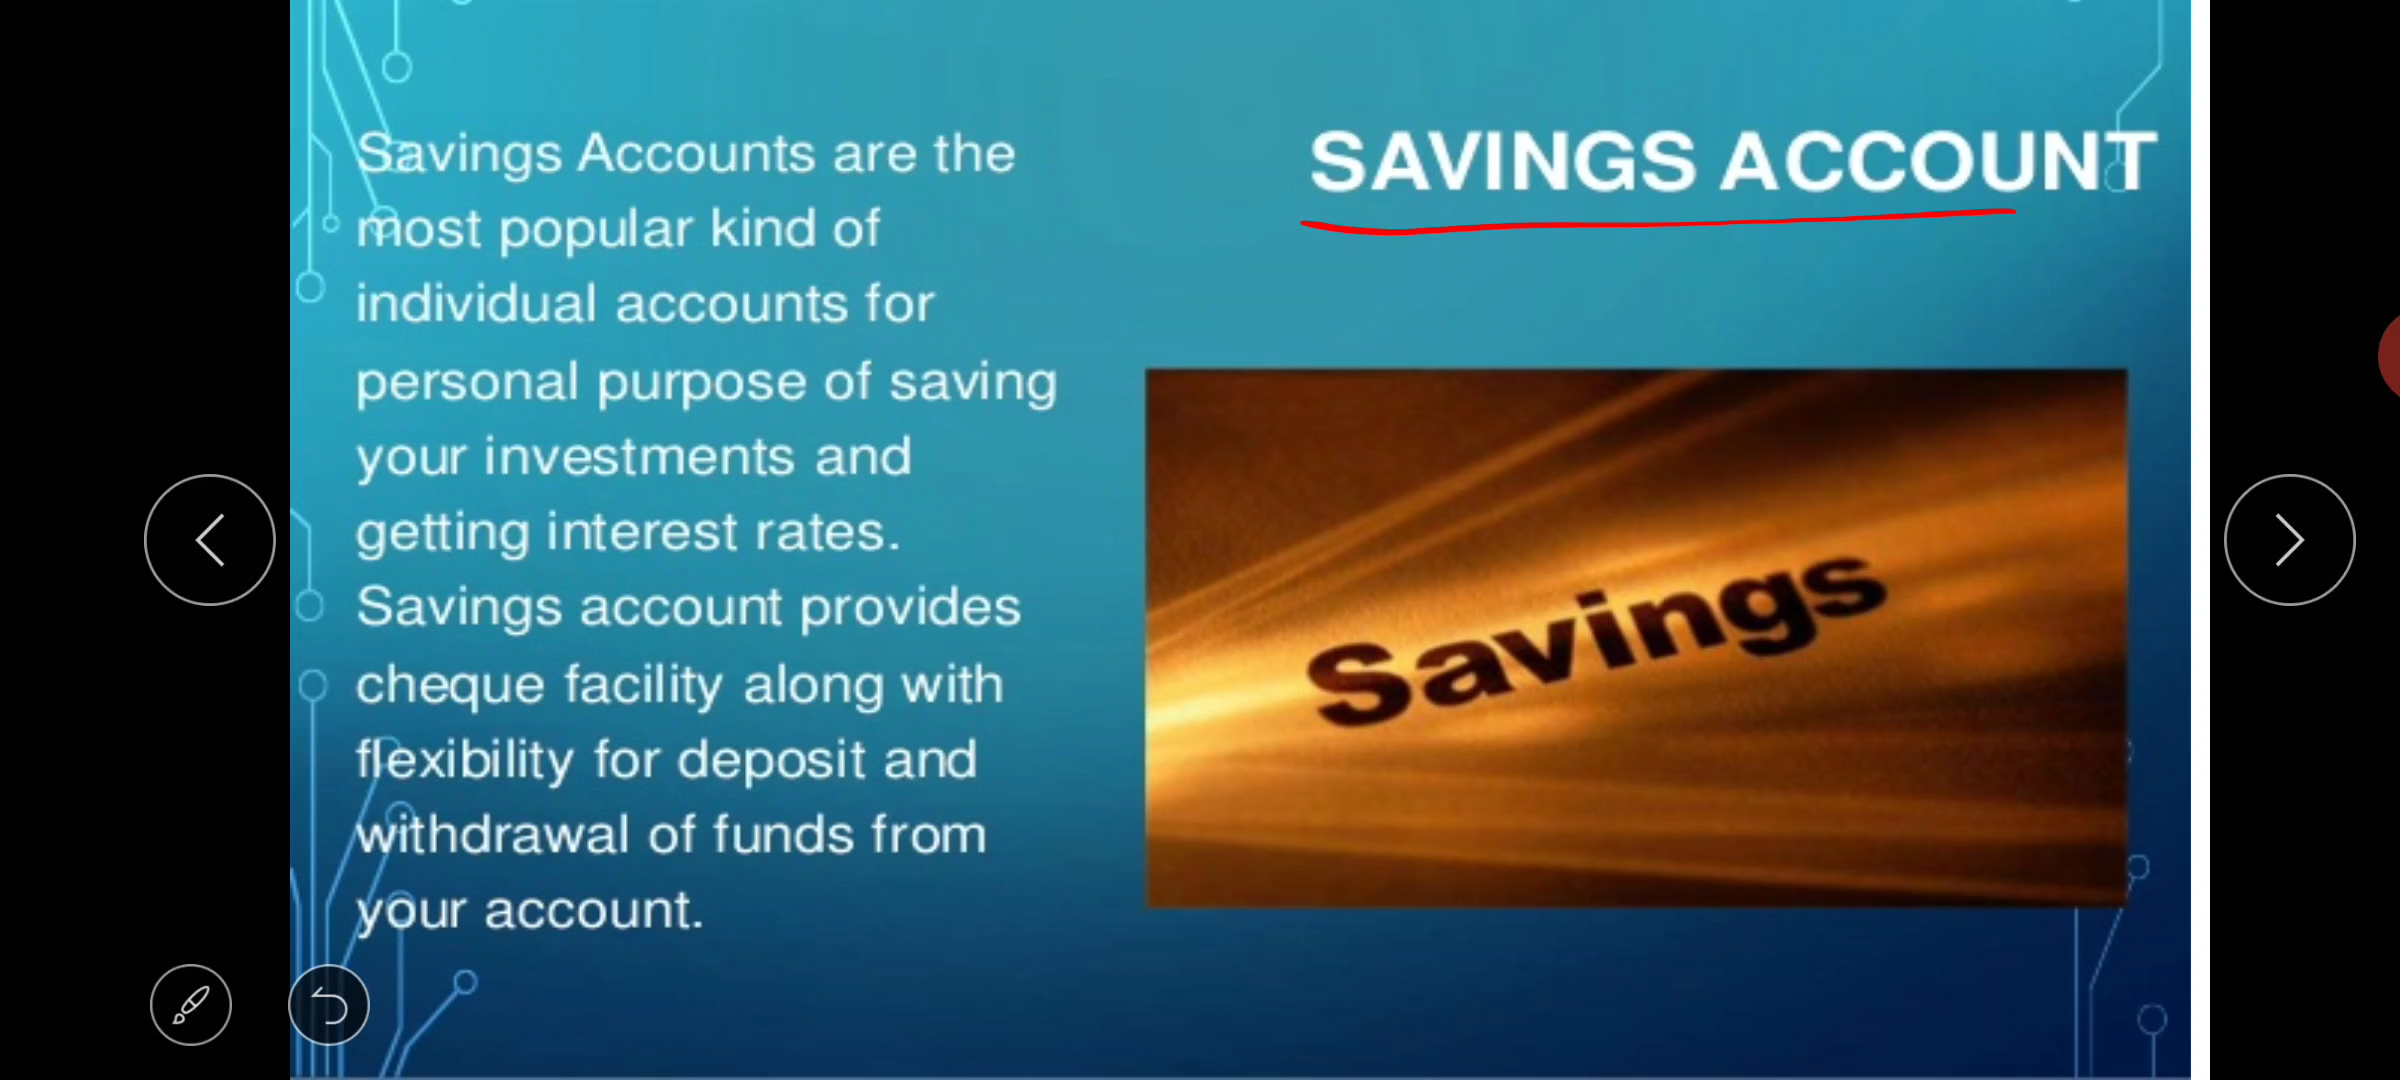 SAVINGS ACCOUNT
Savings Accounts are the
most popular kind of
individual accounts for
personal purpose of saving
your investments and
getting interest rates.
Savings account provides
cheque facility along with
flexibility for deposit and
withdrawal of funds from
your account.
Savings